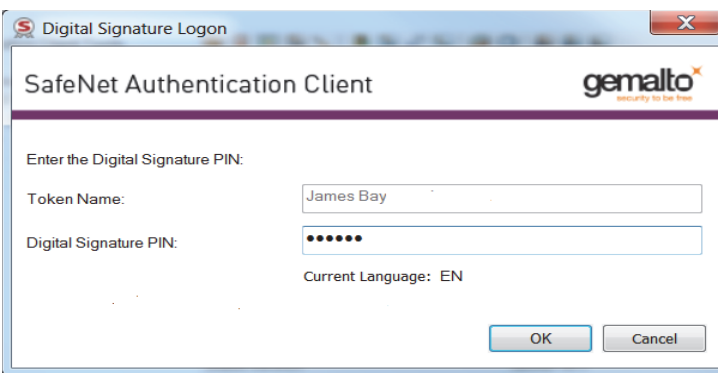 Digital Signature Logon
SafeNet Authentication Client
gemalto
security to be free
Enter the Digital Signature PIN:
Token Name: James Bay
Digital Signature PIN: ••••••
Current Language: EN
OK Cancel